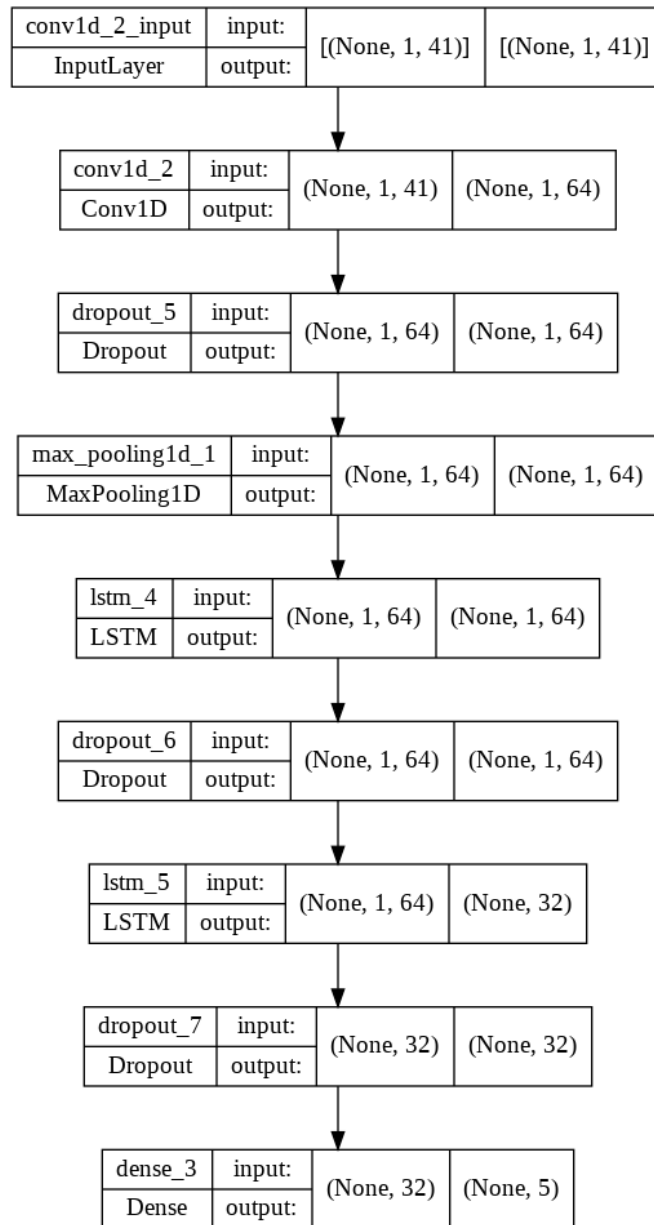 conv1d_2_input input: [(None, 1, 41)] [(None, 1, 41)]
InputLayer output:
conv1d_2 input: (None, 1, 41) (None, 1, 64)
Conv1D output:
dropout_5 input: (None, 1, 64) (None, 1, 64)
Dropout output:
max_pooling1d_1 input: (None, 1, 64) (None, 1, 64)
MaxPooling1D output:
lstm_4 input: (None, 1, 64) (None, 1, 64)
LSTM output:
dropout_6 input: (None, 1, 64) (None, 1, 64)
Dropout output:
lstm_5 input: (None, 1, 64) (None, 32)
LSTM output:
dropout_7 input: (None, 32) (None, 32)
Dropout output:
dense_3 input: (None, 32) (None, 5)
Dense output: